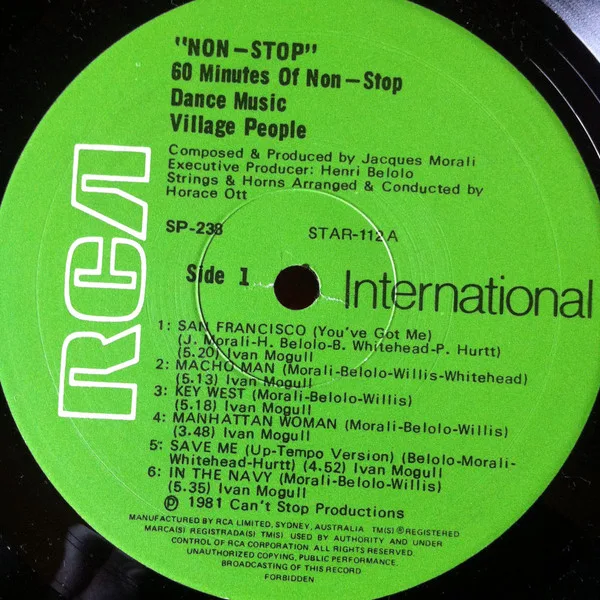 "NON-STOP"
60 Minutes Of Non-Stop
Dance Music
Village People
Composed & Produced by Jacques Morali
Executive Producer: Henri Belolo
Strings & Horns Arranged & Conducted by
Horace Ott
SP-238
STAR-112 A
Side 1
RCA
International
1: SAN FRANCISCO (You've Got Me)
(J. Morali-H. Belolo-B. Whitehead-P. Hurtt)
(5.20) Ivan Mogull
2: MACHO MAN (Morali-Belolo-Willis-Whitehead)
(5.13) Ivan Mogull
3: KEY WEST (Morali-Belolo-Willis)
(5.18) Ivan Mogull
4: MANHATTAN WOMAN (Morali-Belolo-Willis)
(3.48) Ivan Mogull
5: SAVE ME (Up-Tempo Version) (Belolo-Morali-
Whitehead-Hurtt) (4.52) Ivan Mogull
6: IN THE NAVY (Morali-Belolo-Willis)
(5.35) Ivan Mogull
℗ 1981 Can't Stop Productions
MANUFACTURED BY RCA LIMITED, SYDNEY, AUSTRALIA TM(S)®REGISTERED
MARCA(S) REGISTRADA(S) TM(S) USED BY AUTHORITY AND UNDER
CONTROL OF RCA CORPORATION. ALL RIGHTS RESERVED.
UNAUTHORIZED COPYING, PUBLIC PERFORMANCE,
BROADCASTING OF THIS RECORD
FORBIDDEN